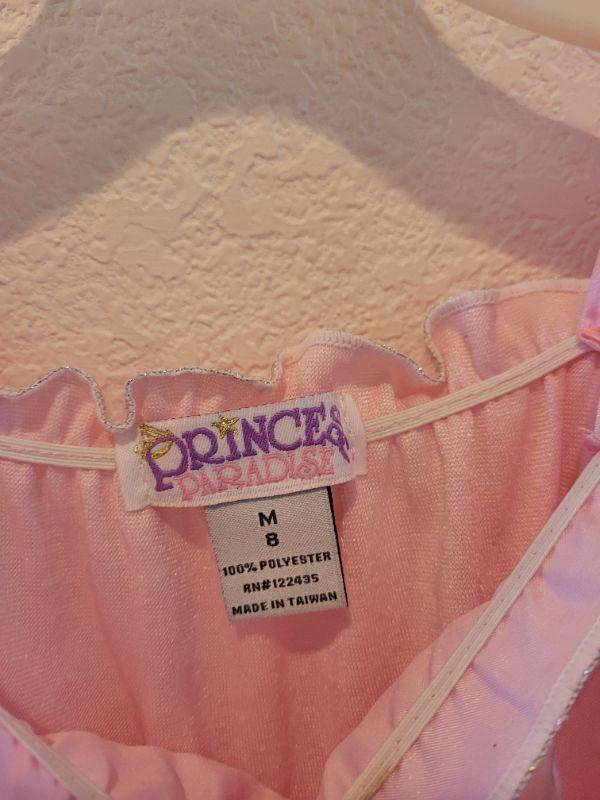 PRINCESS
PARADISE
M
8
100% POLYESTER
RN#122435
MADE IN TAIWAN